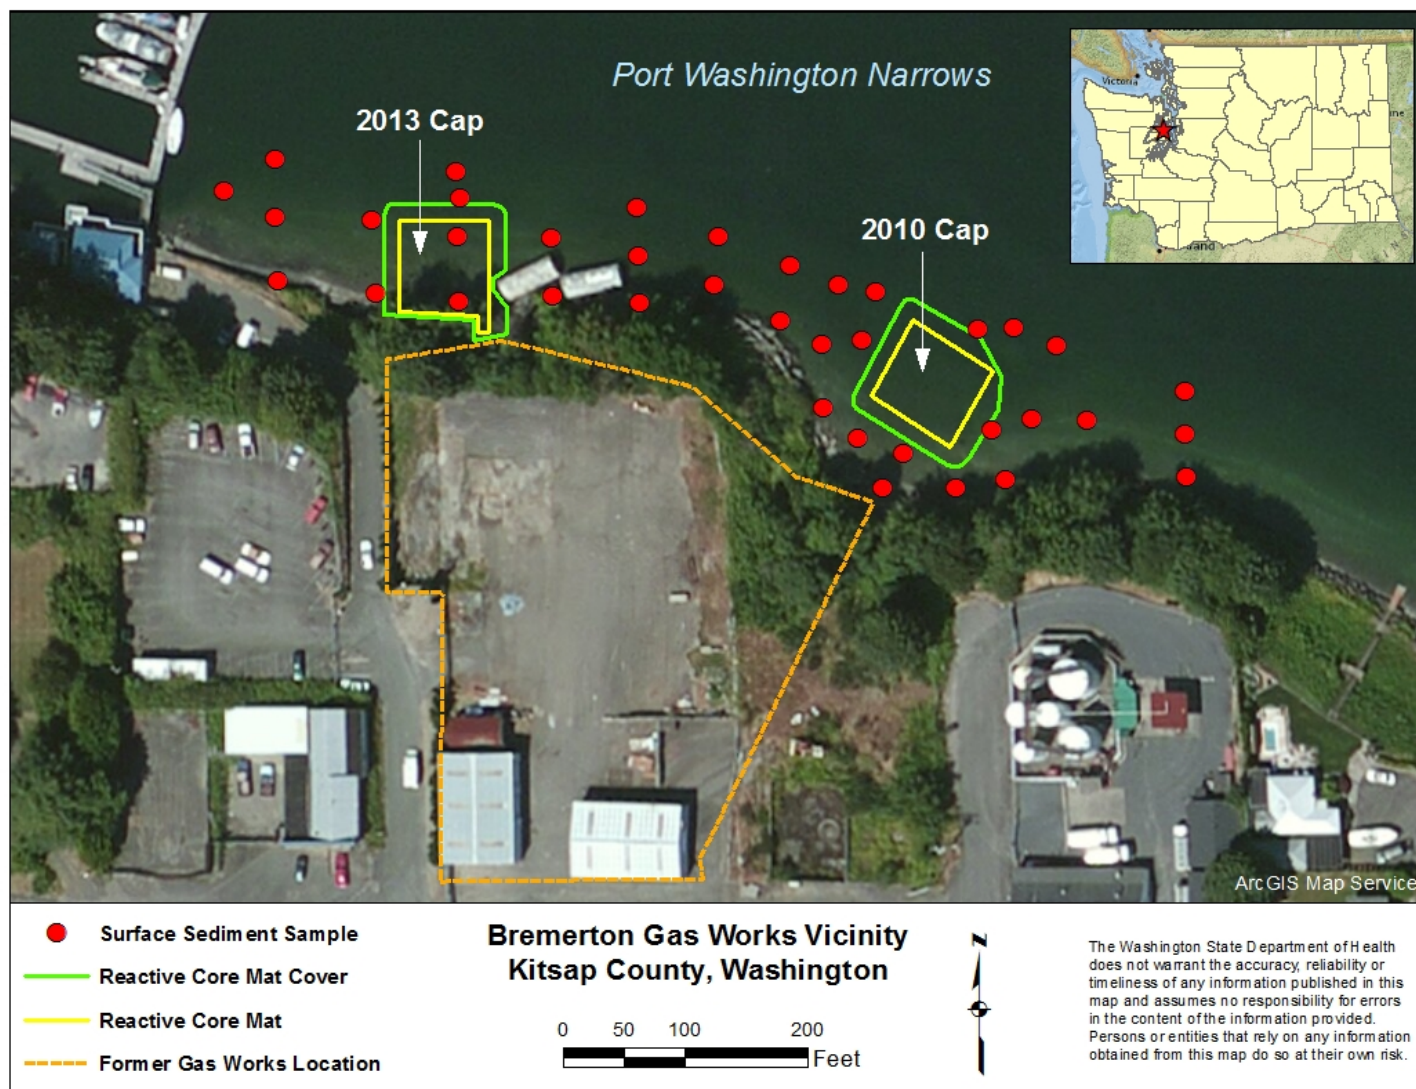 Port Washington Narrows
2013 Cap
2010 Cap
Victoria
ArcGIS Map Service
Surface Sediment Sample
Reactive Core Mat Cover
Reactive Core Mat
Former Gas Works Location
Bremerton Gas Works Vicinity
Kitsap County, Washington
0 50 100 200
Feet
N
The Washington State Department of Health
does not warrant the accuracy, reliability or
timeliness of any information published in this
map and assumes no responsibility for errors
in the content of the information provided.
Persons or entities that rely on any information
obtained from this map do so at their own risk.